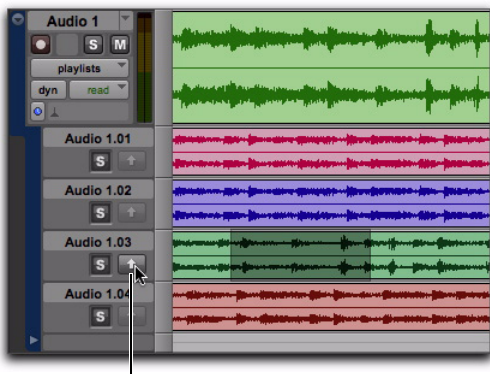 Audio 1
S M
playlists
dyn read
Audio 1.01
S
Audio 1.02
S
Audio 1.03
S
Audio 1.04
S